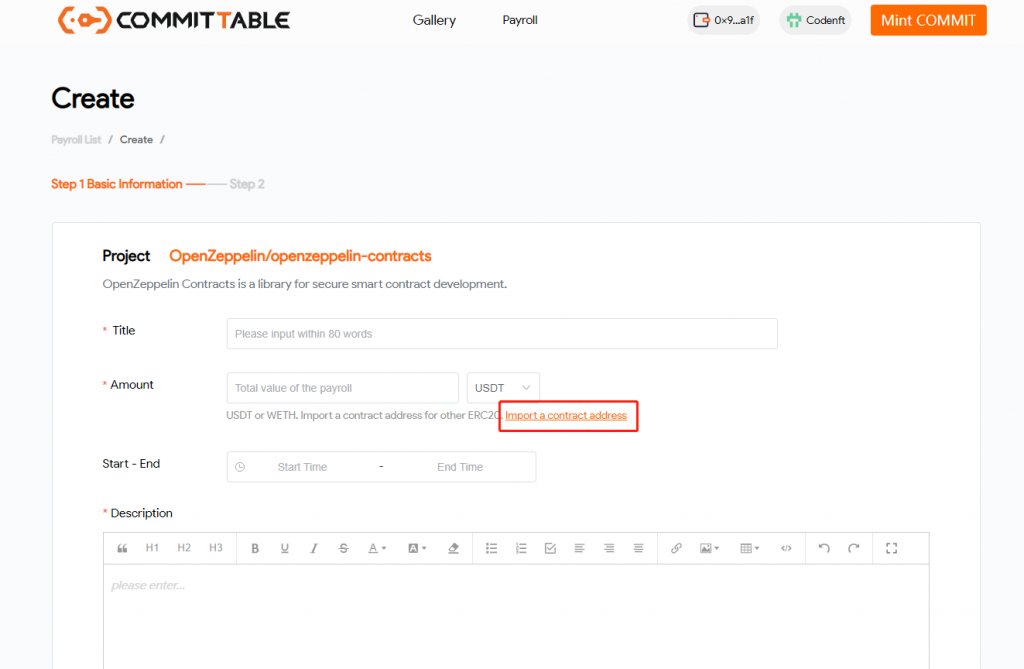 COMMITTABLE Gallery Payroll 0×9...a1f Codenft Mint COMMIT
Create
Payroll List / Create /
Step 1 Basic Information Step 2
Project OpenZeppelin/openzeppelin-contracts
OpenZeppelin Contracts is a library for secure smart contract development.
* Title Please input within 80 words
* Amount Total value of the payroll USDT
USDT or WETH. Import a contract address for other ERC20. Import a contract address
Start - End Start Time - End Time
* Description
H1 H2 H3 B U I S A A
please enter...